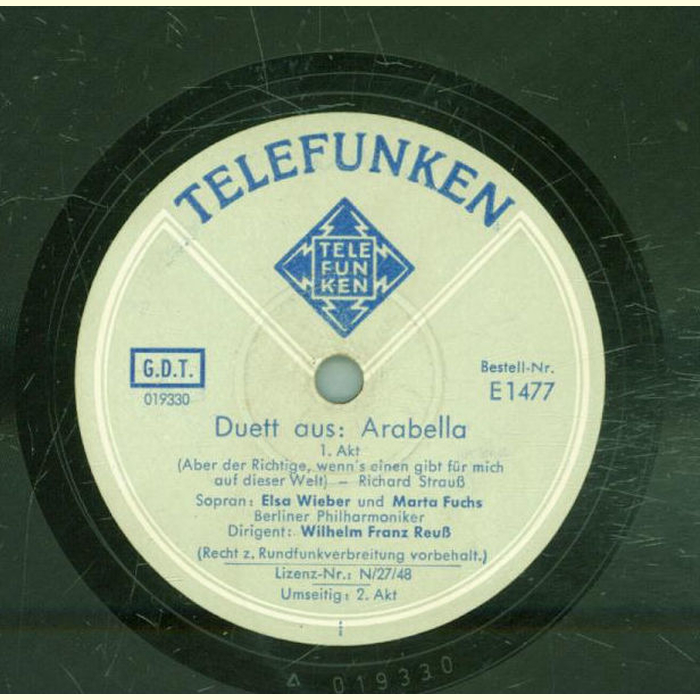 TELEFUNKEN
TELE
FUN
KEN
G.D.T.
019330
Bestell-Nr.
E 1477
Duett aus: Arabella
1. Akt
(Aber der Richtige, wenn's einen gibt für mich
auf dieser Welt) – Richard Strauß
Sopran: Elsa Wieber und Marta Fuchs
Berliner Philharmoniker
Dirigent: Wilhelm Franz Reuß
(Recht z. Rundfunkverbreitung vorbehalt.)
Lizenz-Nr.: N/27/48
Umseitig: 2. Akt
019330